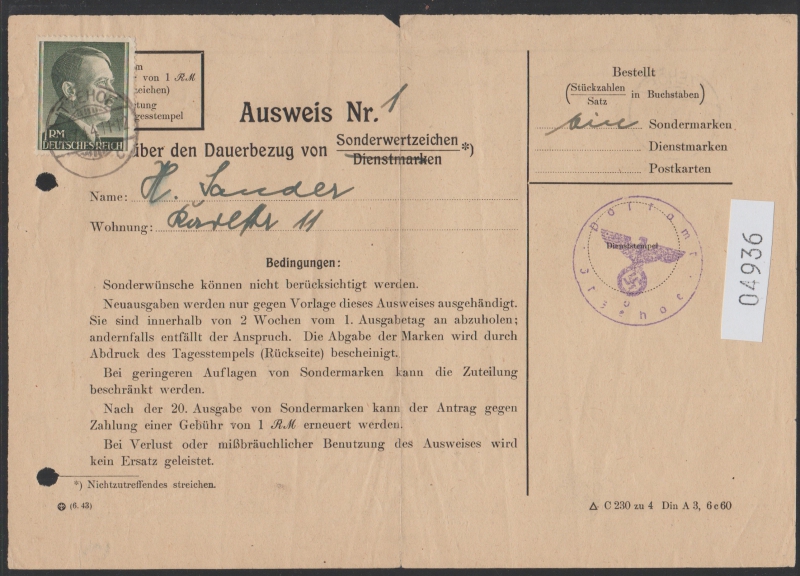 m
r von 1 ℛℳ
zeichen)
tung
gesstempel
1 RM
DEUTSCHES REICH
Ausweis Nr. 1
über den Dauerbezug von Sonderwertzeichen *)
Dienstmarken
Name: H. Sander
Wohnung: 11
Bedingungen:
Sonderwünsche können nicht berücksichtigt werden.
Neuausgaben werden nur gegen Vorlage dieses Ausweises ausgehändigt.
Sie sind innerhalb von 2 Wochen vom 1. Ausgabetag an abzuholen;
andernfalls entfällt der Anspruch. Die Abgabe der Marken wird durch
Abdruck des Tagesstempels (Rückseite) bescheinigt.
Bei geringeren Auflagen von Sondermarken kann die Zuteilung
beschränkt werden.
Nach der 20. Ausgabe von Sondermarken kann der Antrag gegen
Zahlung einer Gebühr von 1 ℛℳ erneuert werden.
Bei Verlust oder mißbräuchlicher Benutzung des Ausweises wird
kein Ersatz geleistet.
*) Nichtzutreffendes streichen.
(6. 43)
Bestellt
(Stückzahlen
Satz in Buchstaben)
ein Sondermarken
Dienstmarken
Postkarten
Postamt
Dienststempel
Itzehoe
04936
C 230 zu 4 Din A 3, 6 c 60